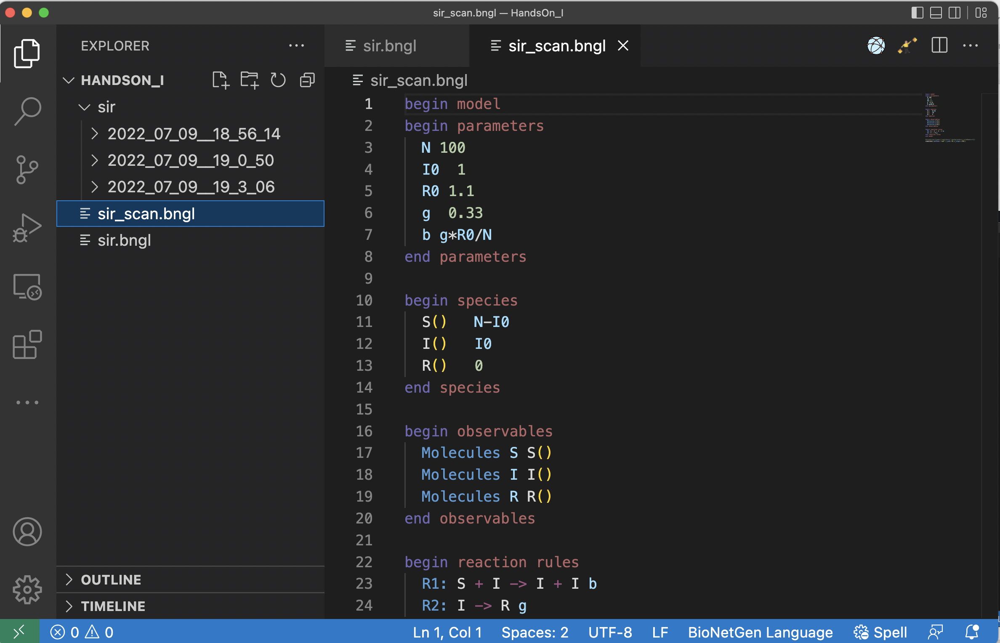 sir_scan.bngl — HandsOn_I
EXPLORER
HANDSON_I
sir
2022_07_09__18_56_14
2022_07_09__19_0_50
2022_07_09__19_3_06
sir_scan.bngl
sir.bngl
OUTLINE
TIMELINE
sir.bngl
sir_scan.bngl
sir_scan.bngl
1 begin model
2 begin parameters
3 N 100
4 I0  1
5 R0 1.1
6 g  0.33
7 b g*R0/N
8 end parameters
9
10 begin species
11 S()   N-I0
12 I()   I0
13 R()   0
14 end species
15
16 begin observables
17 Molecules S S()
18 Molecules I I()
19 Molecules R R()
20 end observables
21
22 begin reaction rules
23 R1: S + I -> I + I b
24 R2: I -> R g
0 0 Ln 1, Col 1 Spaces: 2 UTF-8 LF BioNetGen Language Spell